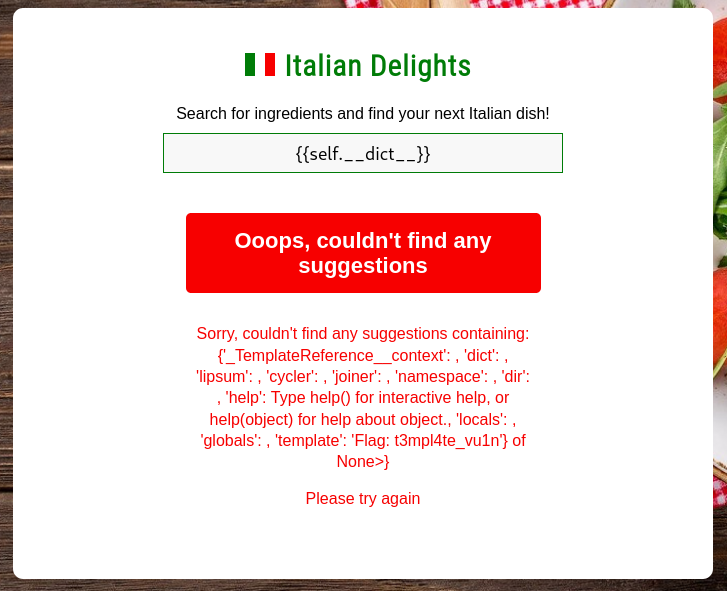 Italian Delights
Search for ingredients and find your next Italian dish!
{{self.__dict__}}
Ooops, couldn't find any
suggestions
Sorry, couldn't find any suggestions containing:
{'_TemplateReference__context': , 'dict': ,
'lipsum': , 'cycler': , 'joiner': , 'namespace': , 'dir':
, 'help': Type help() for interactive help, or
help(object) for help about object., 'locals': ,
'globals': , 'template': 'Flag: t3mpl4te_vu1n'} of
None>}
Please try again